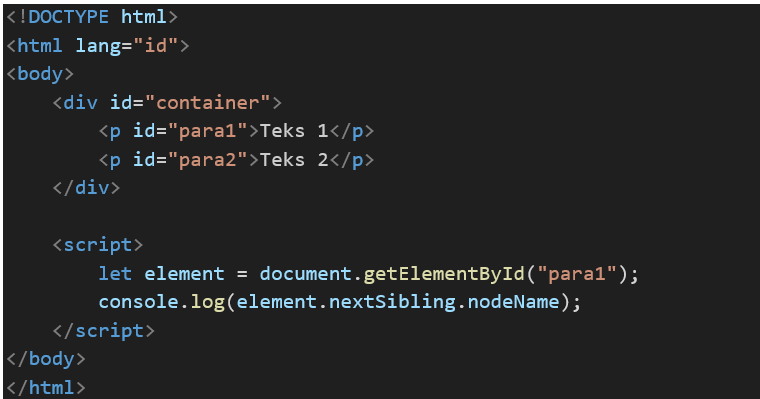 <!DOCTYPE html>
<html lang="id">
<body>
    <div id="container">
        <p id="para1">Teks 1</p>
        <p id="para2">Teks 2</p>
    </div>

    <script>
        let element = document.getElementById("para1");
        console.log(element.nextSibling.nodeName);
    </script>
</body>
</html>